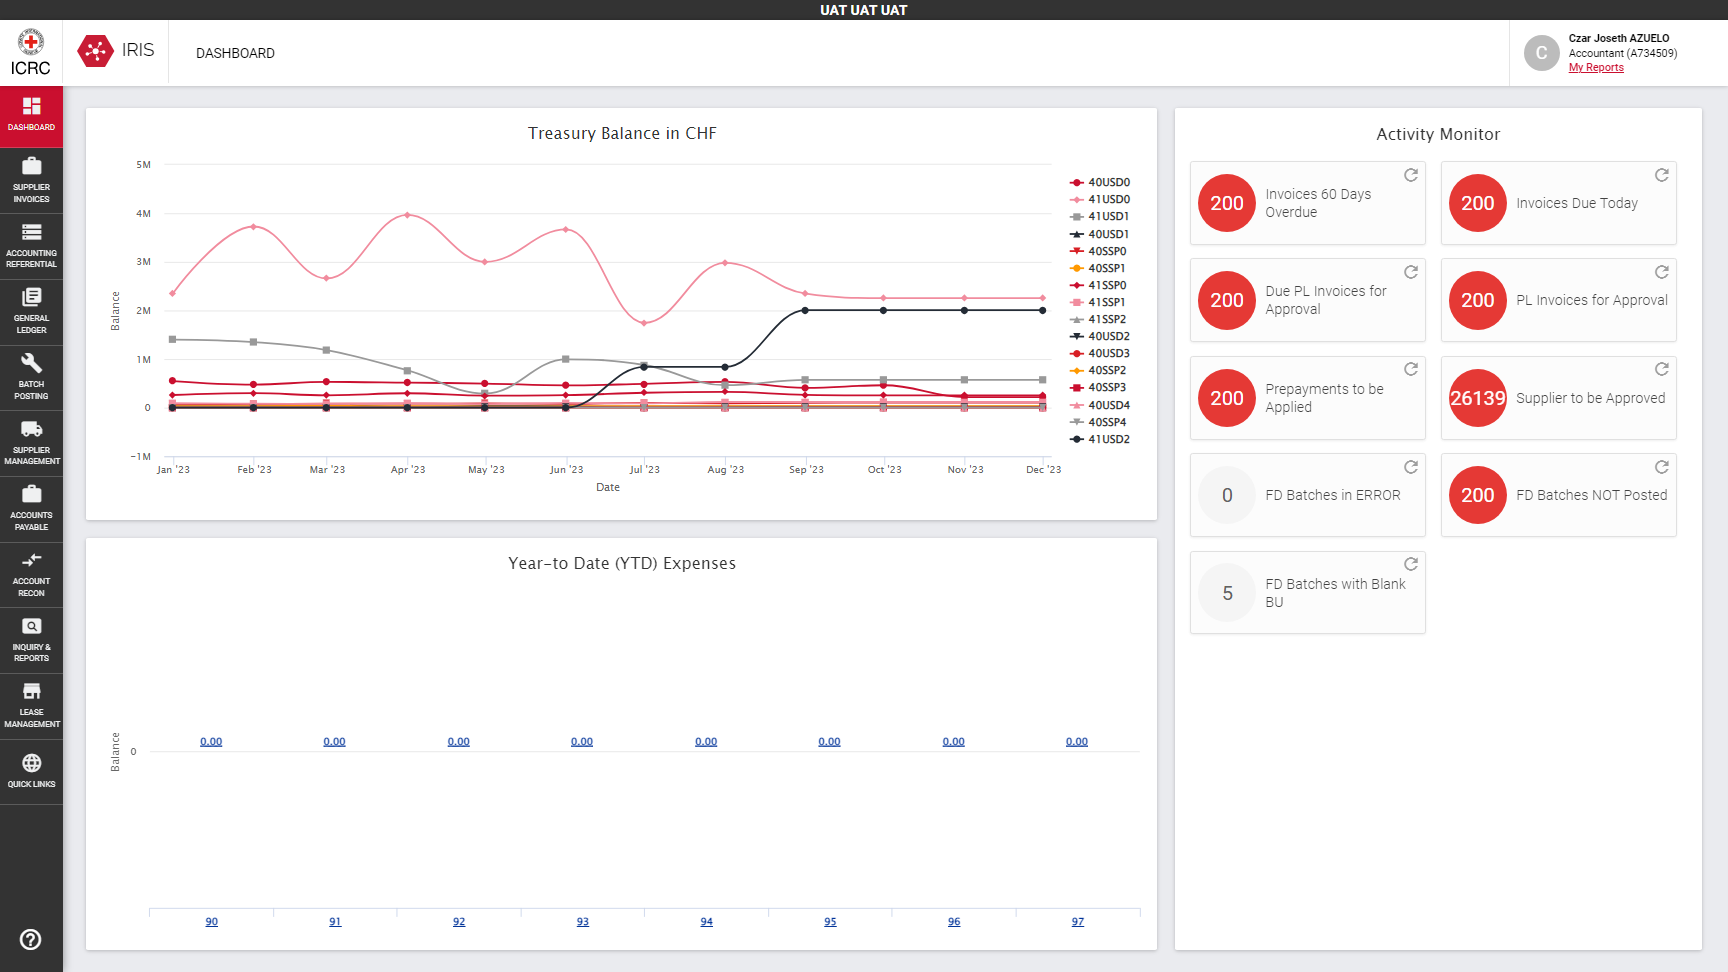 UAT UAT UAT
ICRC
IRIS
DASHBOARD
C
Czar Joseth AZUELO
Accountant (A734509)
My Reports
DASHBOARD
SUPPLIER
INVOICES
ACCOUNTING
REFERENTIAL
GENERAL
LEDGER
BATCH
POSTING
SUPPLIER
MANAGEMENT
ACCOUNTS
PAYABLE
ACCOUNT
RECON
INQUIRY &
REPORTS
LEASE
MANAGEMENT
QUICK LINKS
Treasury Balance in CHF
Balance
5M
4M
3M
2M
1M
0
−1M
Jan '23
Feb '23
Mar '23
Apr '23
May '23
Jun '23
Jul '23
Aug '23
Sep '23
Oct '23
Nov '23
Dec '23
Date
40USD0
41USD0
41USD1
40USD1
40SSP0
40SSP1
41SSP0
41SSP1
41SSP2
40USD2
40USD3
40SSP2
40SSP3
40USD4
40SSP4
41USD2
Year-to Date (YTD) Expenses
Balance
0
0.00
0.00
0.00
0.00
0.00
0.00
0.00
0.00
90
91
92
93
94
95
96
97
Activity Monitor
200
Invoices 60 Days
Overdue
200
Invoices Due Today
200
Due PL Invoices for
Approval
200
PL Invoices for Approval
200
Prepayments to be
Applied
26139
Supplier to be Approved
0
FD Batches in ERROR
200
FD Batches NOT Posted
5
FD Batches with Blank
BU